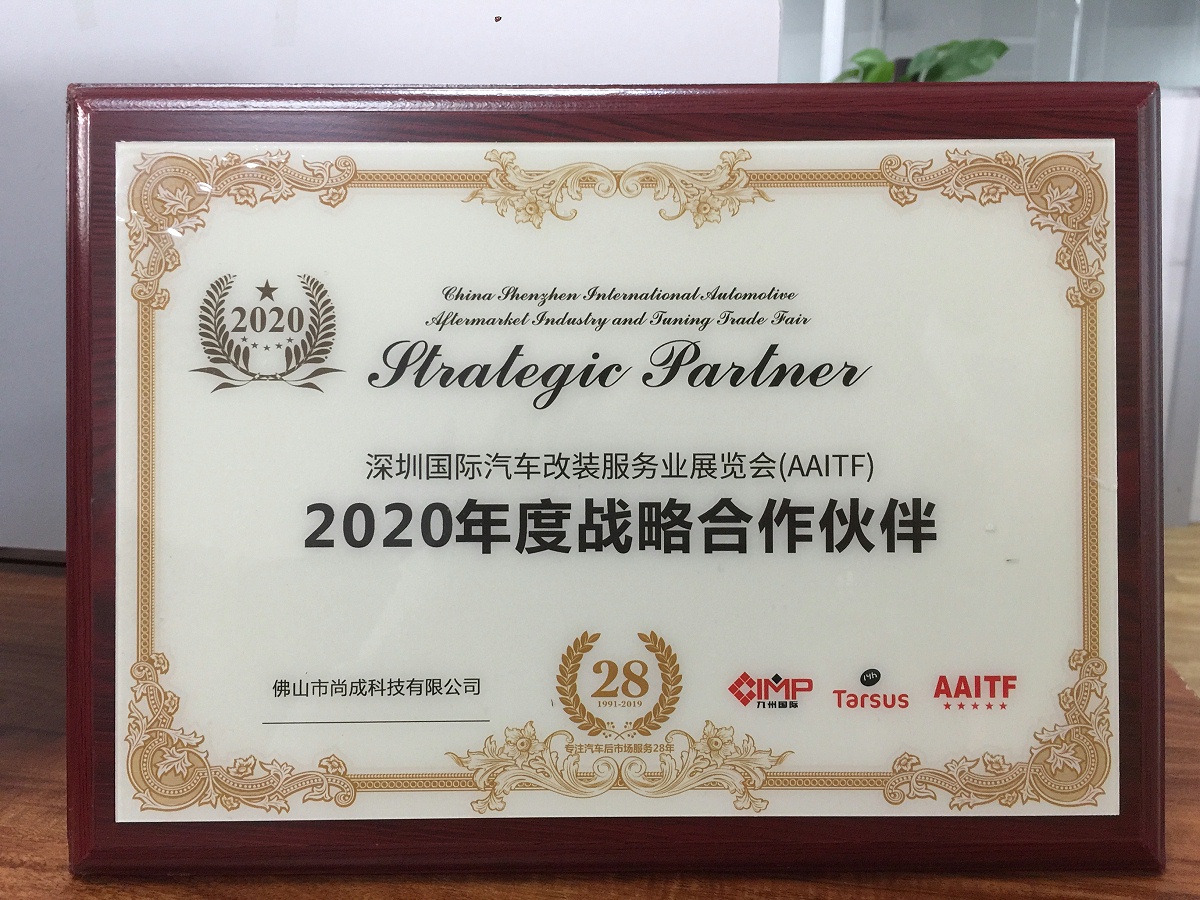 China Shenzhen International Automotive
Aftermarket Industry and Tuning Trade Fair
2020
Strategic Partner
深圳国际汽车改装服务业展览会(AAITF)
2020年度战略合作伙伴
佛山市尚成科技有限公司
28
1991-2019
专注汽车后市场服务28年
CIMP
九州国际
Tarsus
AAITF